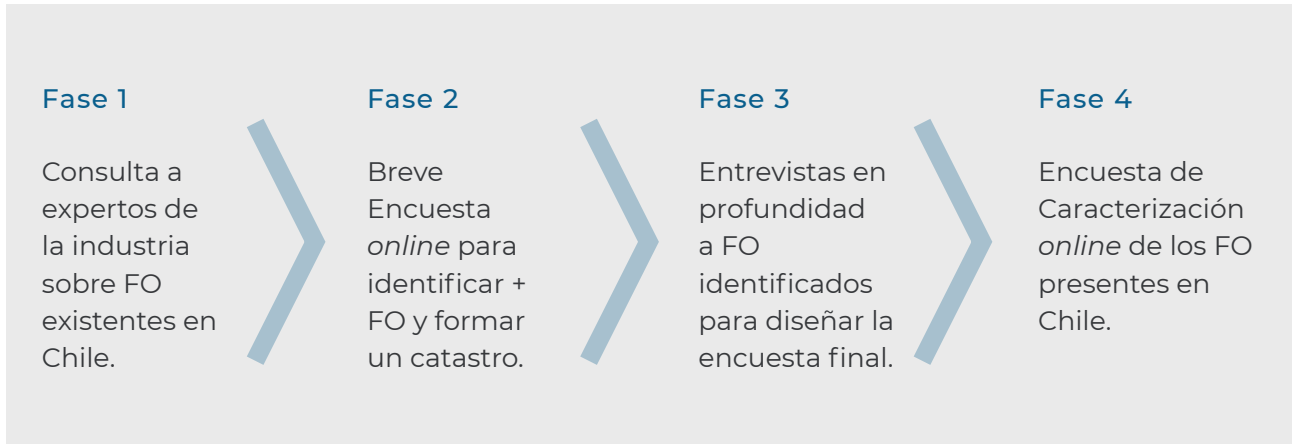 Fase 1
Consulta a
expertos de
la industria
sobre FO
existentes en
Chile.
Fase 2
Breve
Encuesta
online para
identificar +
FO y formar
un catastro.
Fase 3
Entrevistas en
profundidad
a FO
identificados
para diseñar la
encuesta final.
Fase 4
Encuesta de
Caracterización
online de los FO
presentes en
Chile.